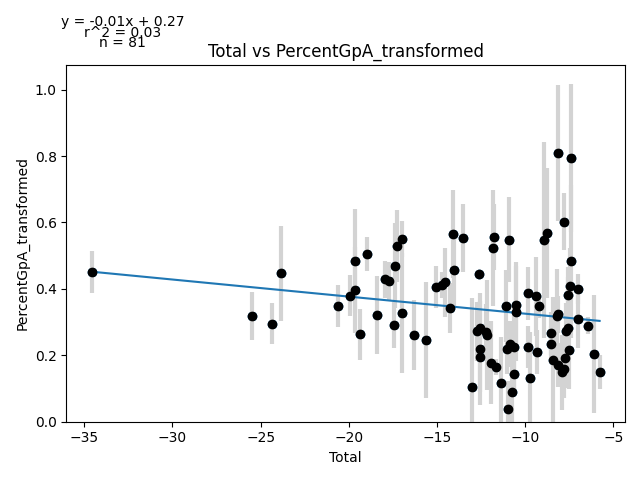 y = -0.01x + 0.27
r^2 = 0.03
n = 81
Total vs PercentGpA_transformed
PercentGpA_transformed
1.0
0.8
0.6
0.4
0.2
0.0
−35 −30 −25 −20 −15 −10 −5
Total